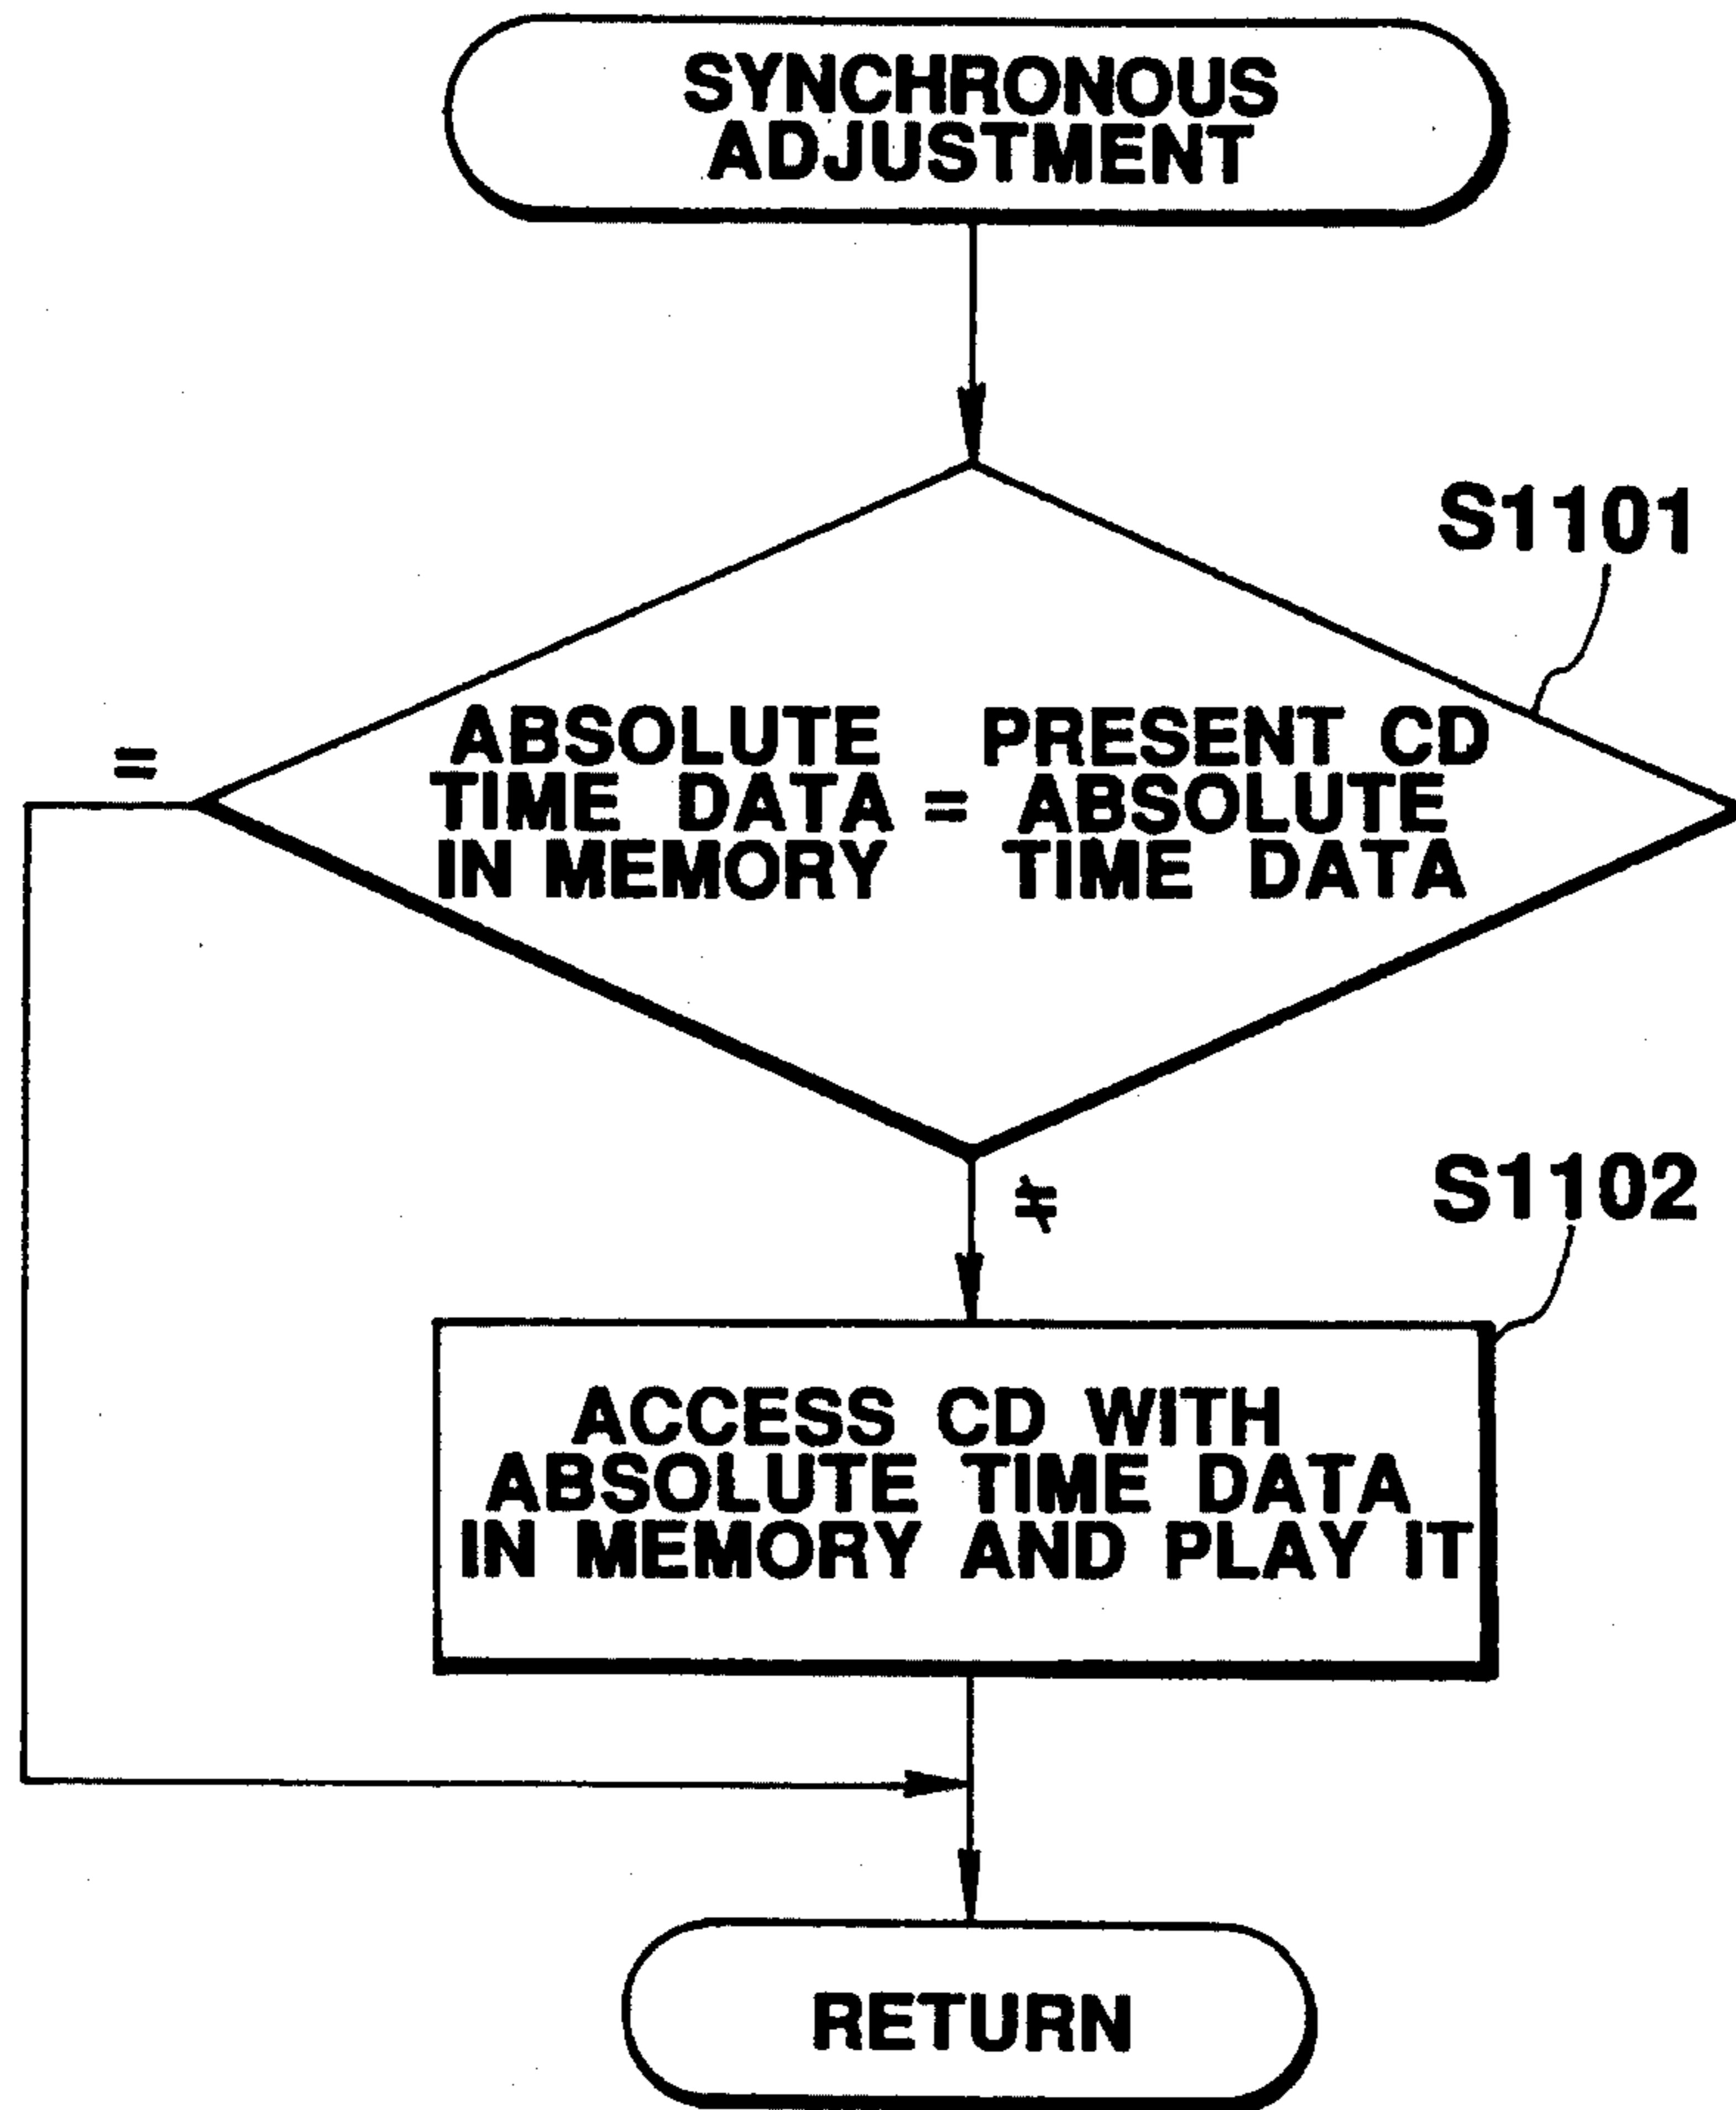 SYNCHRONOUS
ADJUSTMENT
S1101
=
ABSOLUTE PRESENT CD
TIME DATA = ABSOLUTE
IN MEMORY TIME DATA
≠
S1102
ACCESS CD WITH
ABSOLUTE TIME DATA
IN MEMORY AND PLAY IT
RETURN